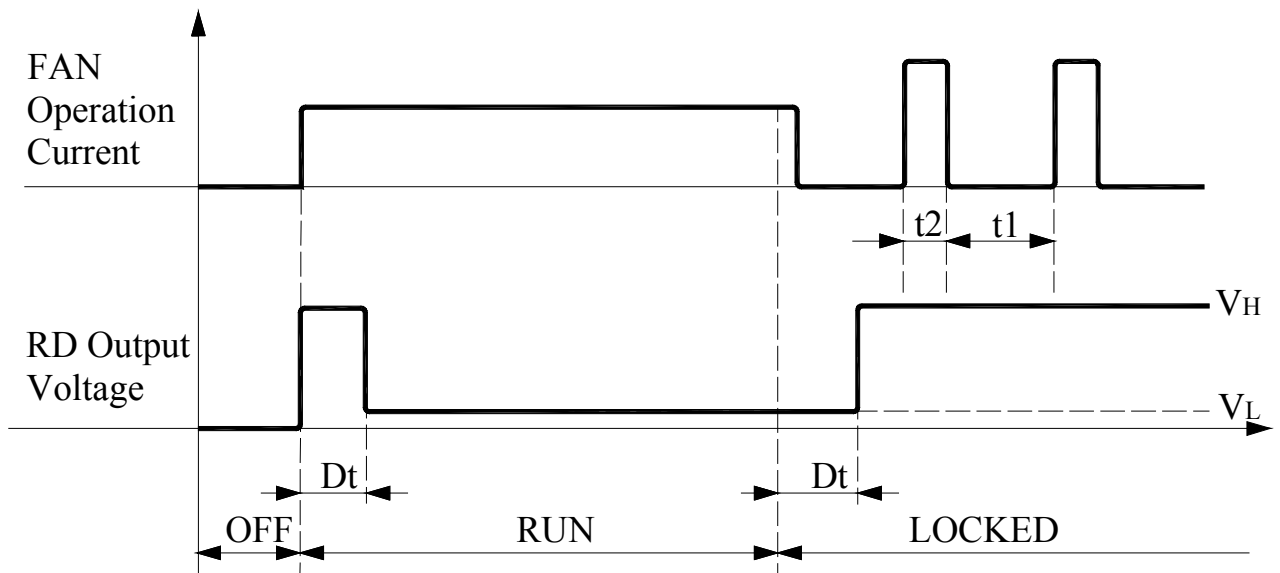 FAN
Operation
Current
t2
t1
RD Output
Voltage
VH
VL
Dt
Dt
OFF
RUN
LOCKED